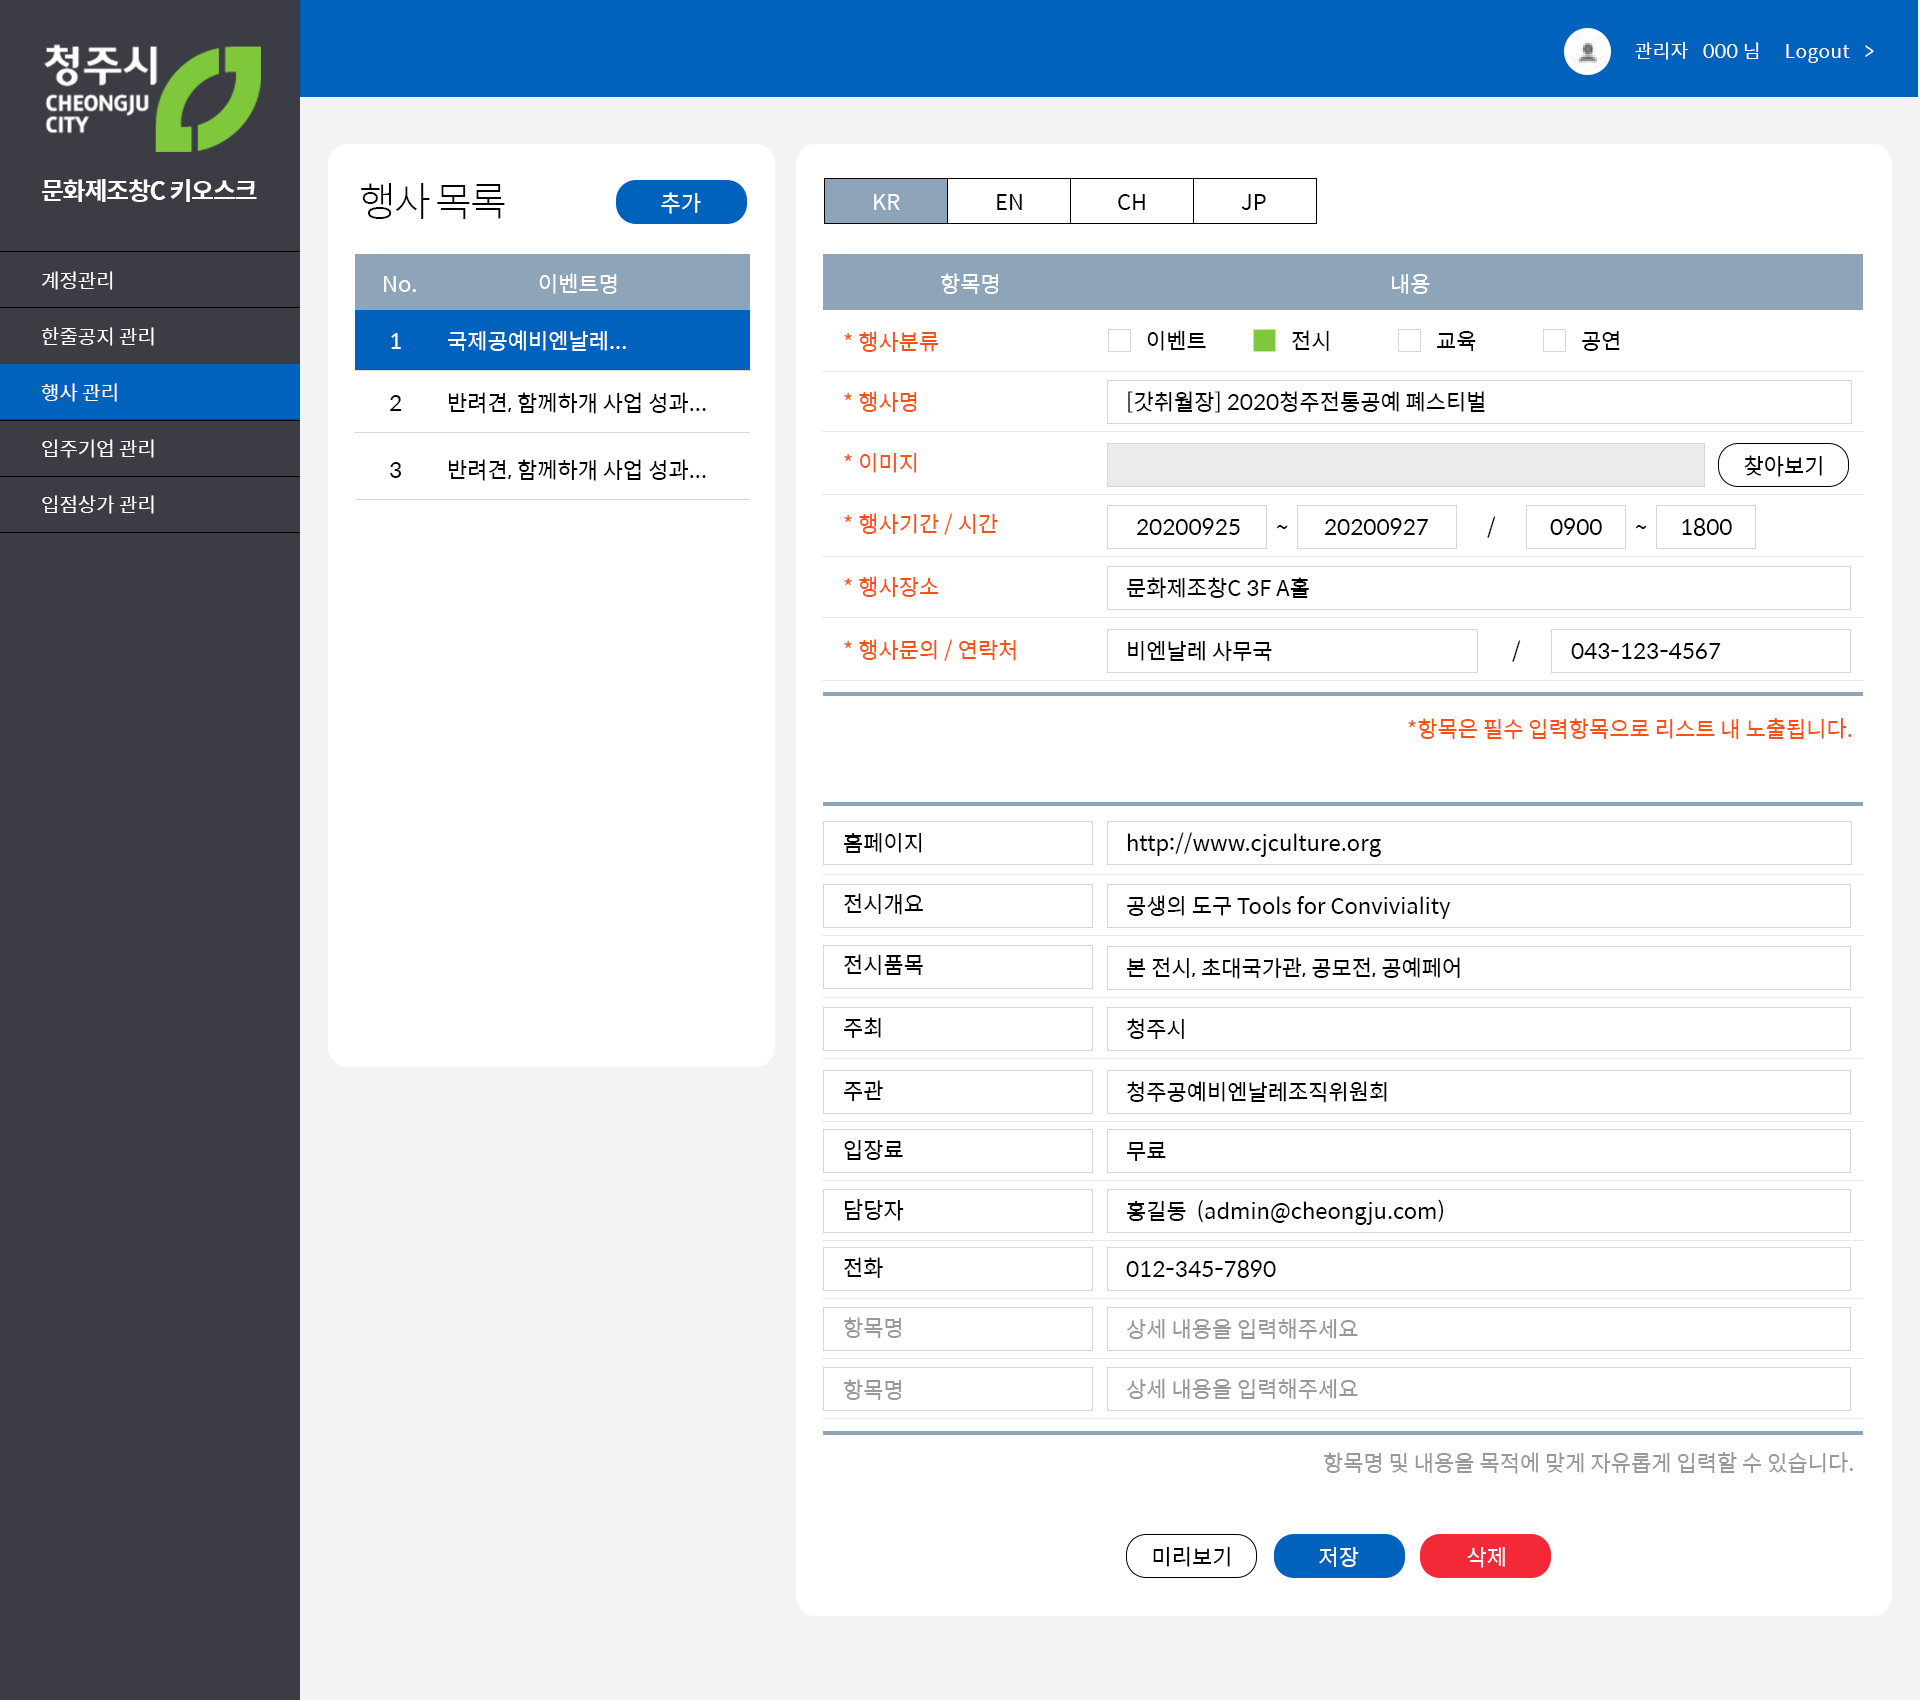 청주시
CHEONGJU
CITY
문화제조창C 키오스크
계정관리
한줄공지 관리
행사 관리
입주기업 관리
입점상가 관리
관리자 000 님 Logout >
행사 목록 추가
No. 이벤트명
1 국제공예비엔날레...
2 반려견, 함께하개 사업 성과...
3 반려견, 함께하개 사업 성과...
KR EN CH JP
항목명 내용
* 행사분류 이벤트 전시 교육 공연
* 행사명 [갓취월장] 2020청주전통공예 페스티벌
* 이미지 찾아보기
* 행사기간 / 시간 20200925 ~ 20200927 / 0900 ~ 1800
* 행사장소 문화제조창C 3F A홀
* 행사문의 / 연락처 비엔날레 사무국 / 043-123-4567
*항목은 필수 입력항목으로 리스트 내 노출됩니다.
홈페이지 http://www.cjculture.org
전시개요 공생의 도구 Tools for Conviviality
전시품목 본 전시, 초대국가관, 공모전, 공예페어
주최 청주시
주관 청주공예비엔날레조직위원회
입장료 무료
담당자 홍길동 (admin@cheongju.com)
전화 012-345-7890
항목명 상세 내용을 입력해주세요
항목명 상세 내용을 입력해주세요
항목명 및 내용을 목적에 맞게 자유롭게 입력할 수 있습니다.
미리보기 저장 삭제